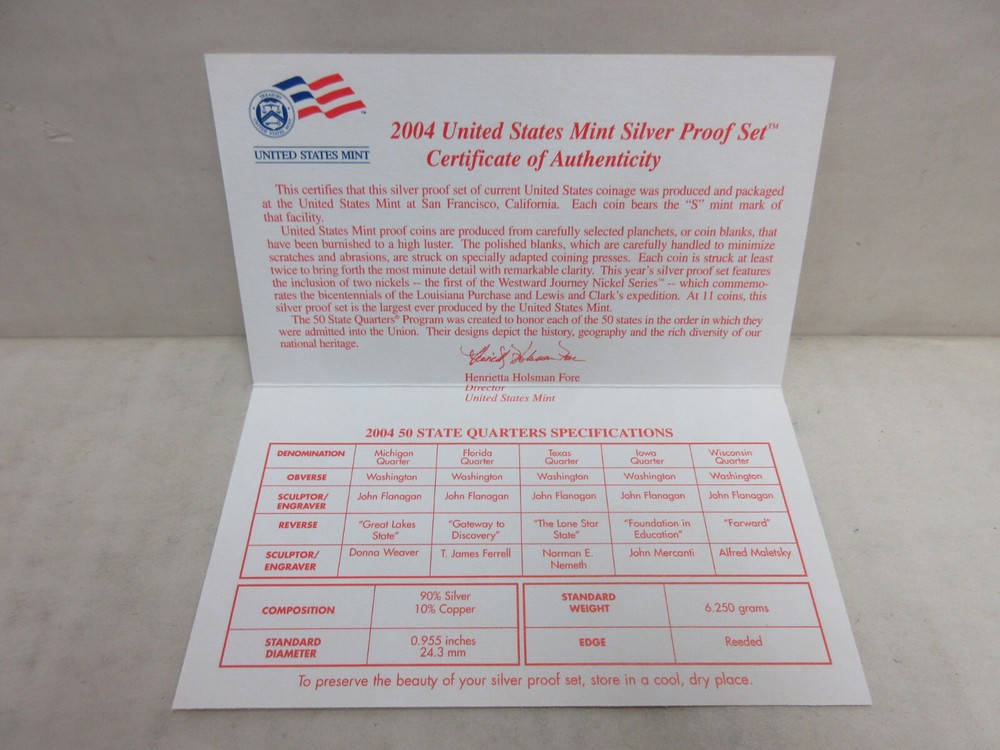 UNITED STATES MINT
2004 United States Mint Silver Proof Set™
Certificate of Authenticity
This certifies that this silver proof set of current United States coinage was produced and packaged
at the United States Mint at San Francisco, California. Each coin bears the “S” mint mark of
that facility.
United States Mint proof coins are produced from carefully selected planchets, or coin blanks, that
have been burnished to a high luster. The polished blanks, which are carefully handled to minimize
scratches and abrasions, are struck on specially adapted coining presses. Each coin is struck at least
twice to bring forth the most minute detail with remarkable clarity. This year's silver proof set features
the inclusion of two nickels -- the first of the Westward Journey Nickel Series™ -- which commemo-
rates the bicentennials of the Louisiana Purchase and Lewis and Clark's expedition. At 11 coins, this
silver proof set is the largest ever produced by the United States Mint.
The 50 State Quarters® Program was created to honor each of the 50 states in the order in which they
were admitted into the Union. Their designs depict the history, geography and the rich diversity of our
national heritage.
Henrietta Holsman Fore
Henrietta Holsman Fore
Director
United States Mint
2004 50 STATE QUARTERS SPECIFICATIONS
DENOMINATION Michigan Quarter Florida Quarter Texas Quarter Iowa Quarter Wisconsin Quarter
OBVERSE Washington Washington Washington Washington Washington
SCULPTOR/ENGRAVER John Flanagan John Flanagan John Flanagan John Flanagan John Flanagan
REVERSE “Great Lakes State” “Gateway to Discovery” “The Lone Star State” “Foundation in Education” “Forward”
SCULPTOR/ENGRAVER Donna Weaver T. James Ferrell Norman E. Nemeth John Mercanti Alfred Maletsky
COMPOSITION 90% Silver 10% Copper
STANDARD WEIGHT 6.250 grams
STANDARD DIAMETER 0.955 inches 24.3 mm
EDGE Reeded
To preserve the beauty of your silver proof set, store in a cool, dry place.